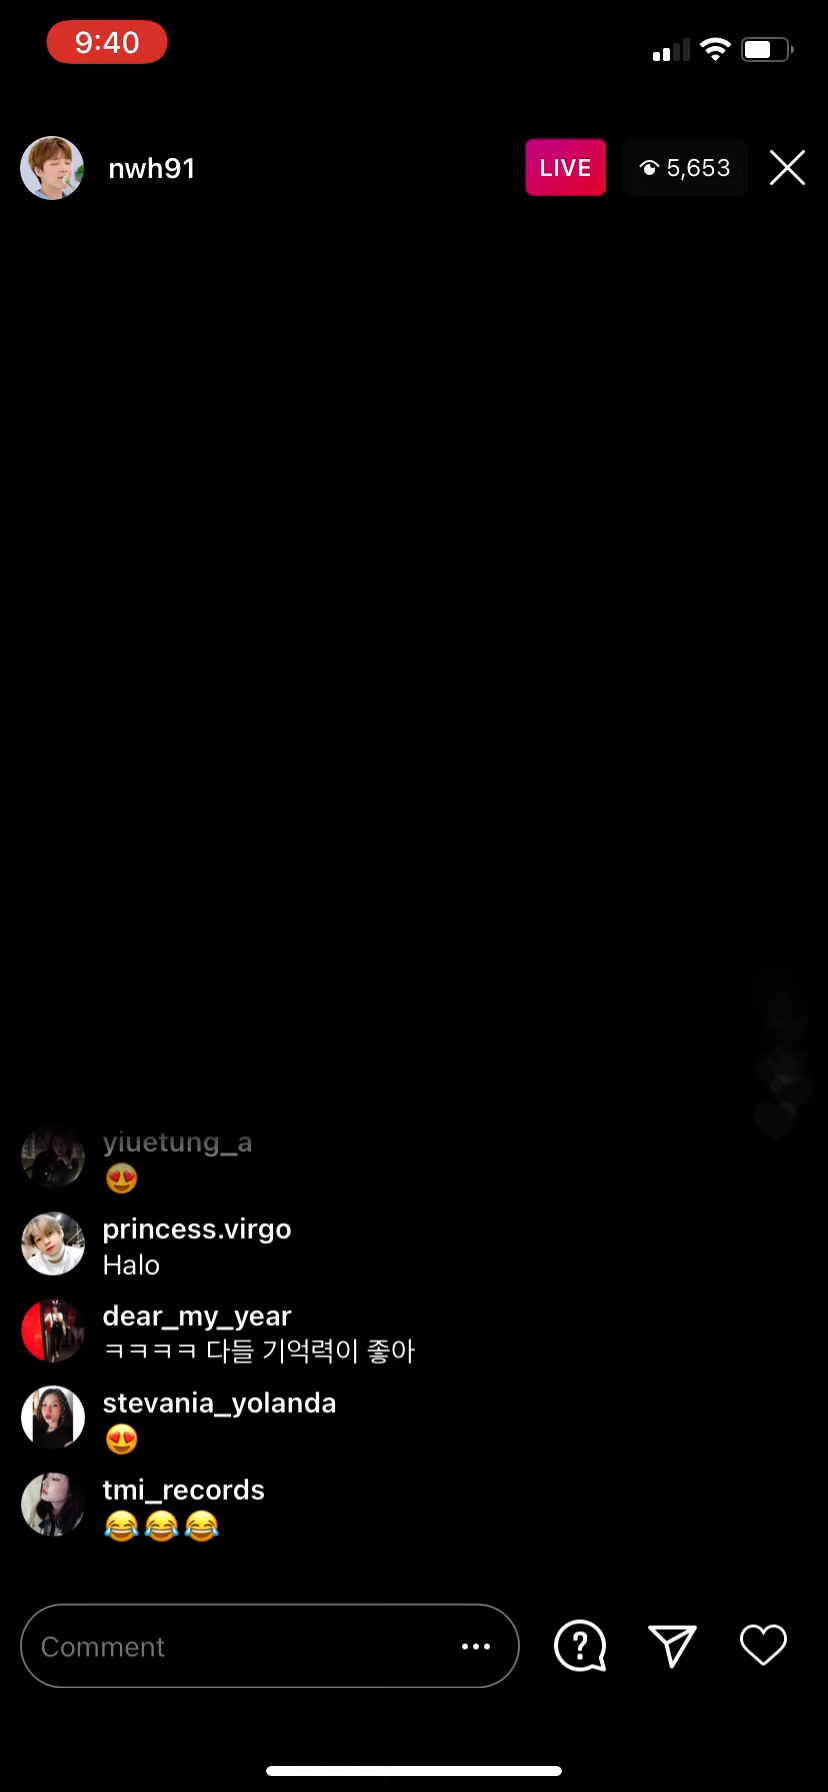 9:40
nwh91
LIVE
5,653
yiuetung_a
😍
princess.virgo
Halo
dear_my_year
ㅋㅋㅋㅋ 다들 기억력이 좋아
stevania_yolanda
😍
tmi_records
😂😂😂
Comment